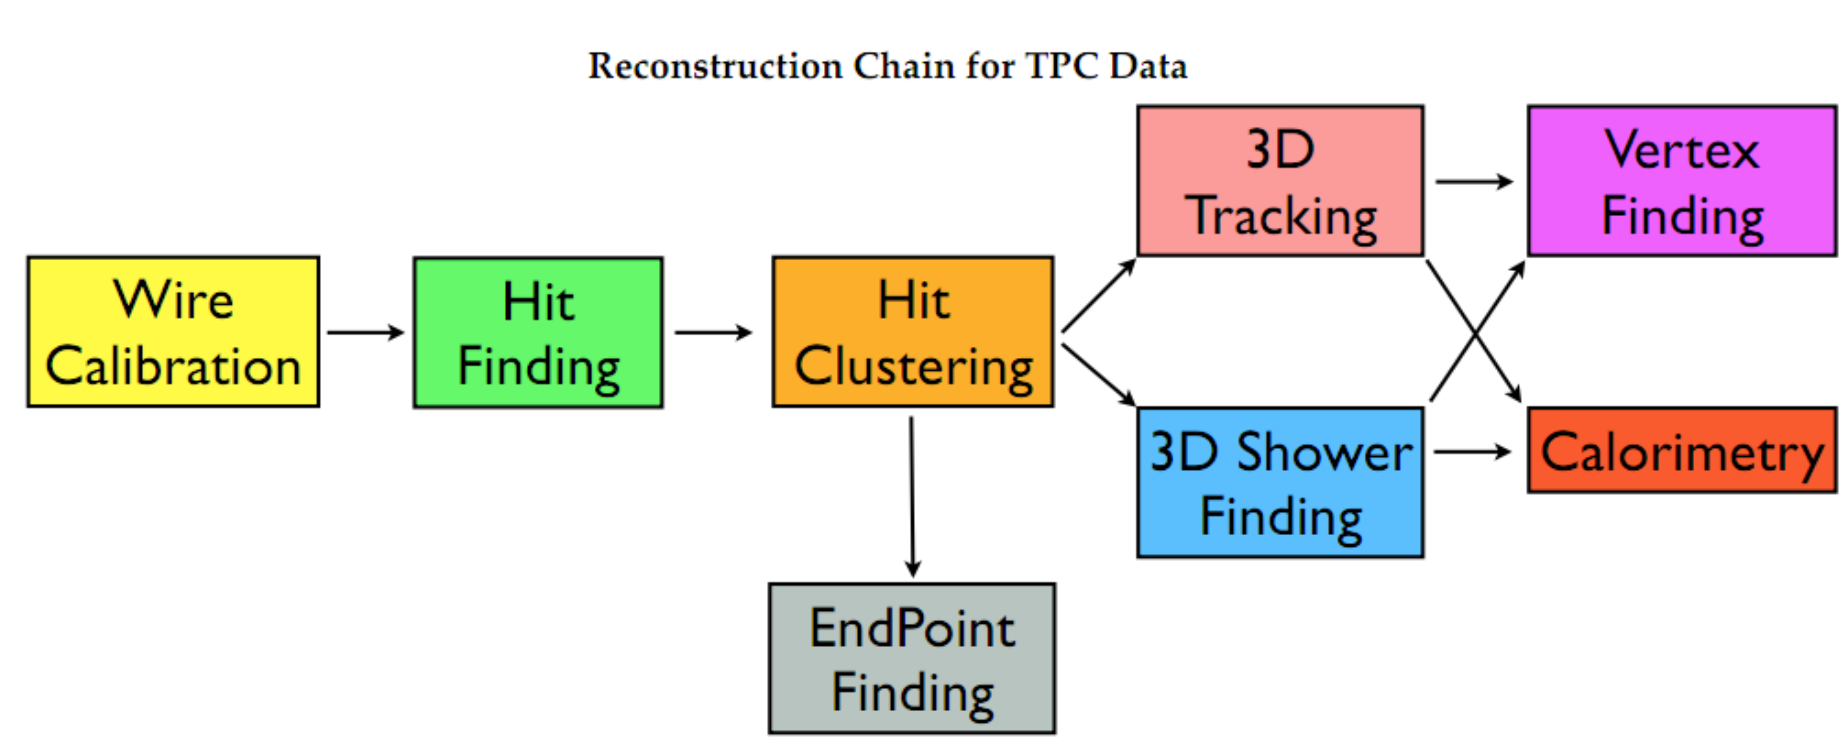 Reconstruction Chain for TPC Data
Wire
Calibration
Hit
Finding
Hit
Clustering
3D
Tracking
Vertex
Finding
3D Shower
Finding
Calorimetry
EndPoint
Finding